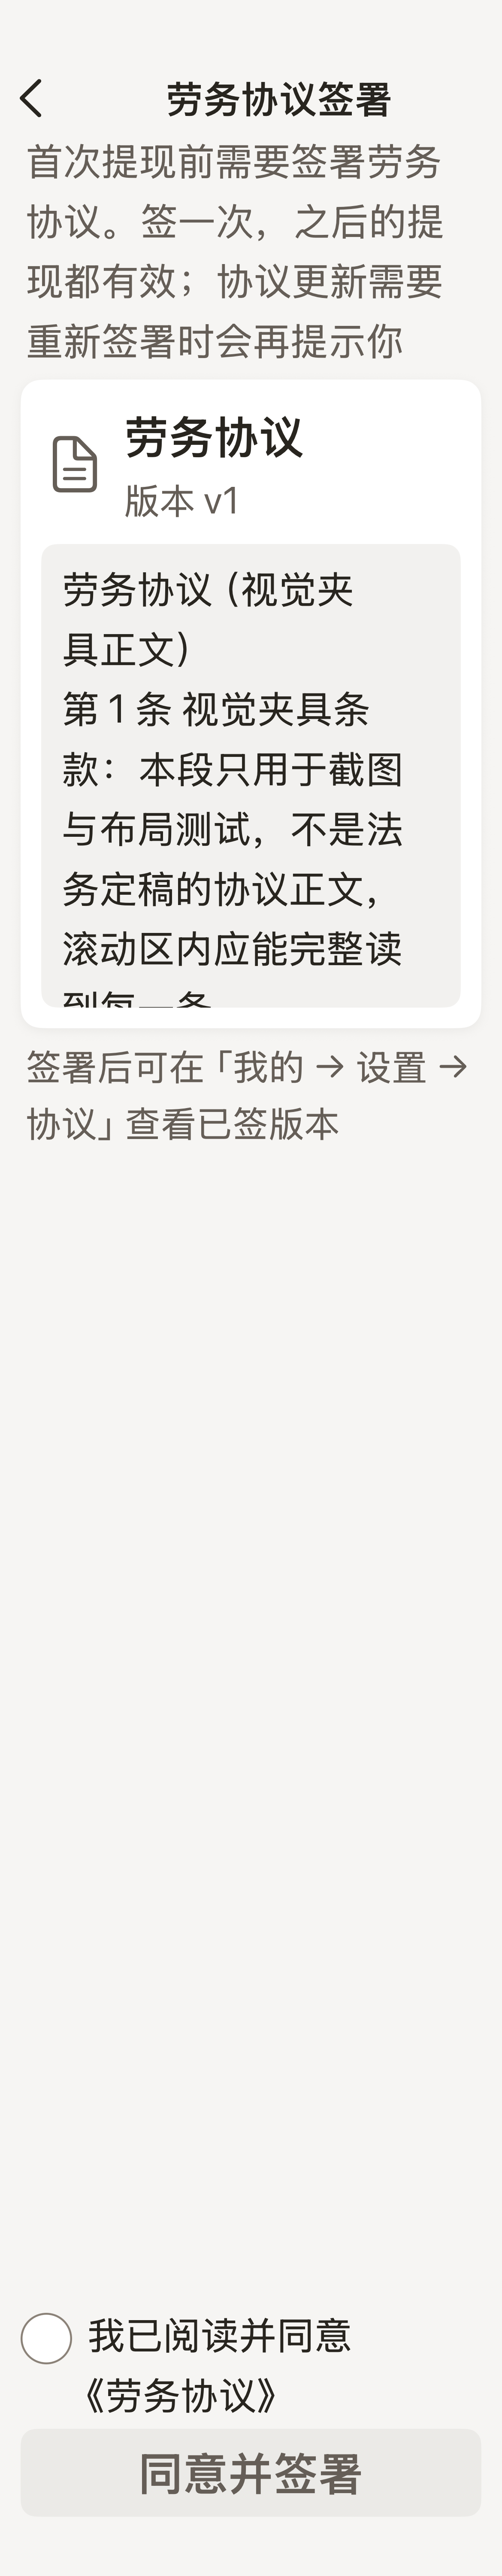 劳务协议签署
首次提现前需要签署劳务
协议。签一次，之后的提
现都有效；协议更新需要
重新签署时会再提示你
劳务协议
版本 v1
劳务协议（视觉夹
具正文）
第 1 条 视觉夹具条
款：本段只用于截图
与布局测试，不是法
务定稿的协议正文，
滚动区内应能完整读
到每一条
签署后可在「我的 → 设置 →
协议」查看已签版本
我已阅读并同意
《劳务协议》
同意并签署